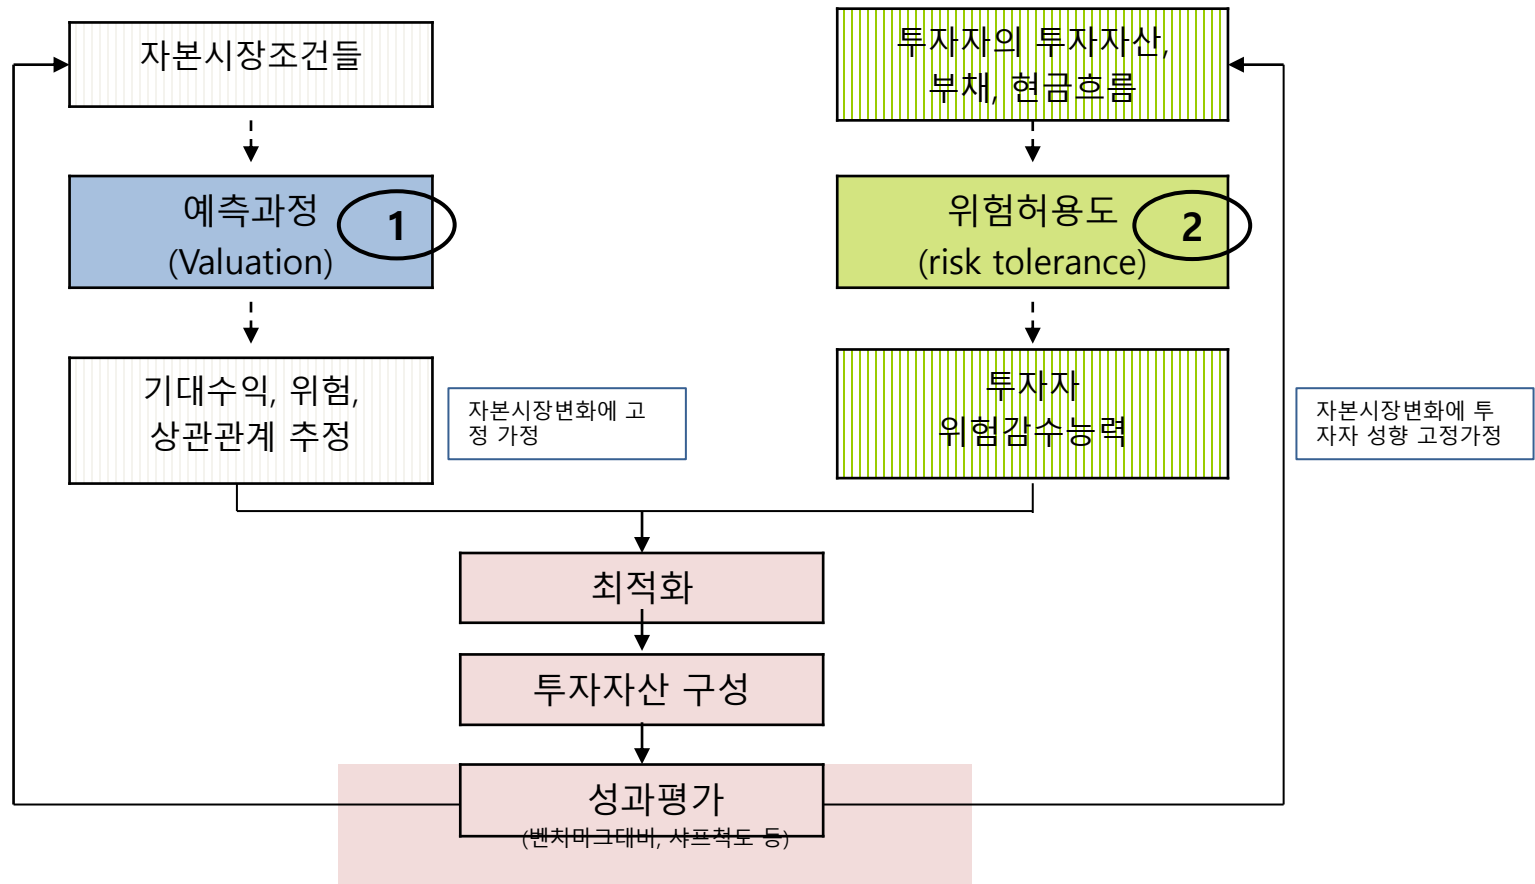 자본시장조건들
투자자의 투자자산,
부채, 현금흐름
예측과정
(Valuation)
1
위험허용도
(risk tolerance)
2
기대수익, 위험,
상관관계 추정
자본시장변화에 고
정 가정
투자자
위험감수능력
자본시장변화에 투
자자 성향 고정가정
최적화
투자자산 구성
성과평가
(벤치마크대비, 샤프척도 등)